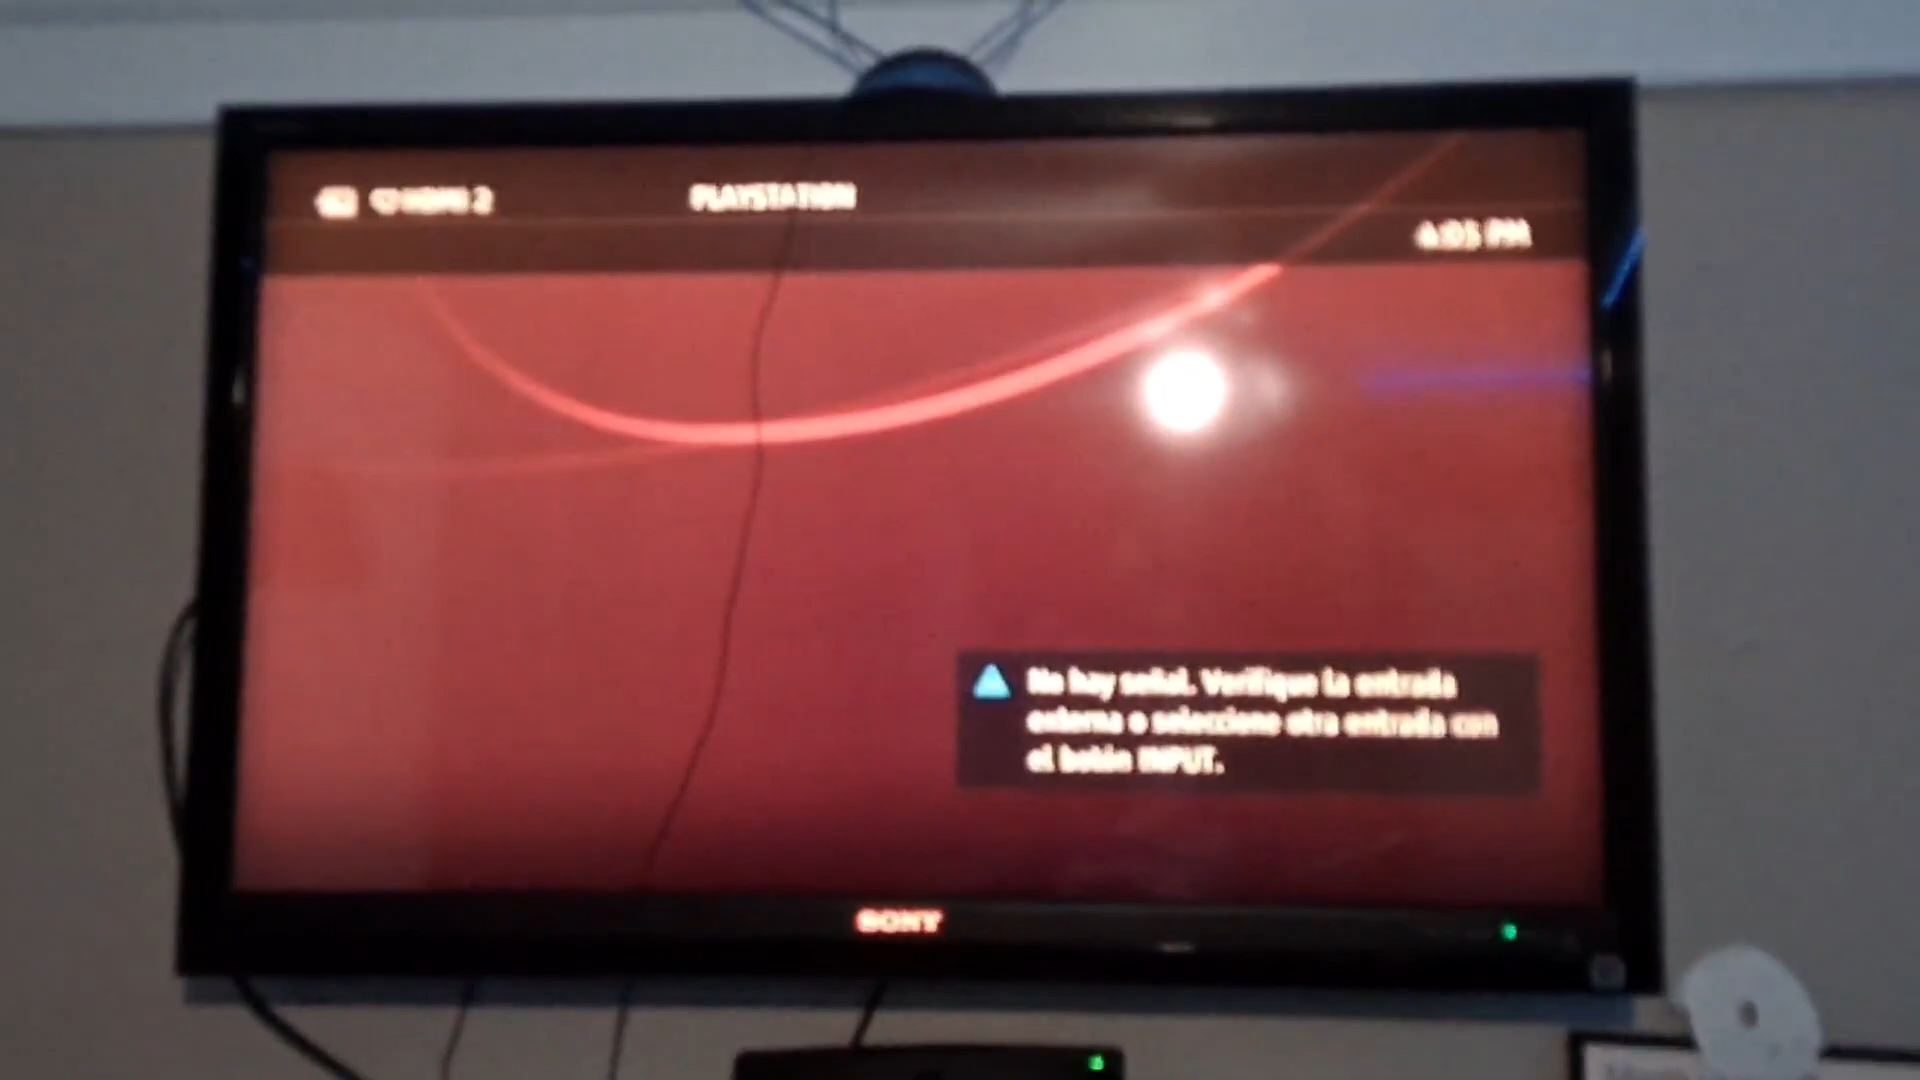 HDMI 2
PLAYSTATION
No hay señal. Verifique la entrada
externa o seleccione otra entrada con
el botón INPUT.
SONY